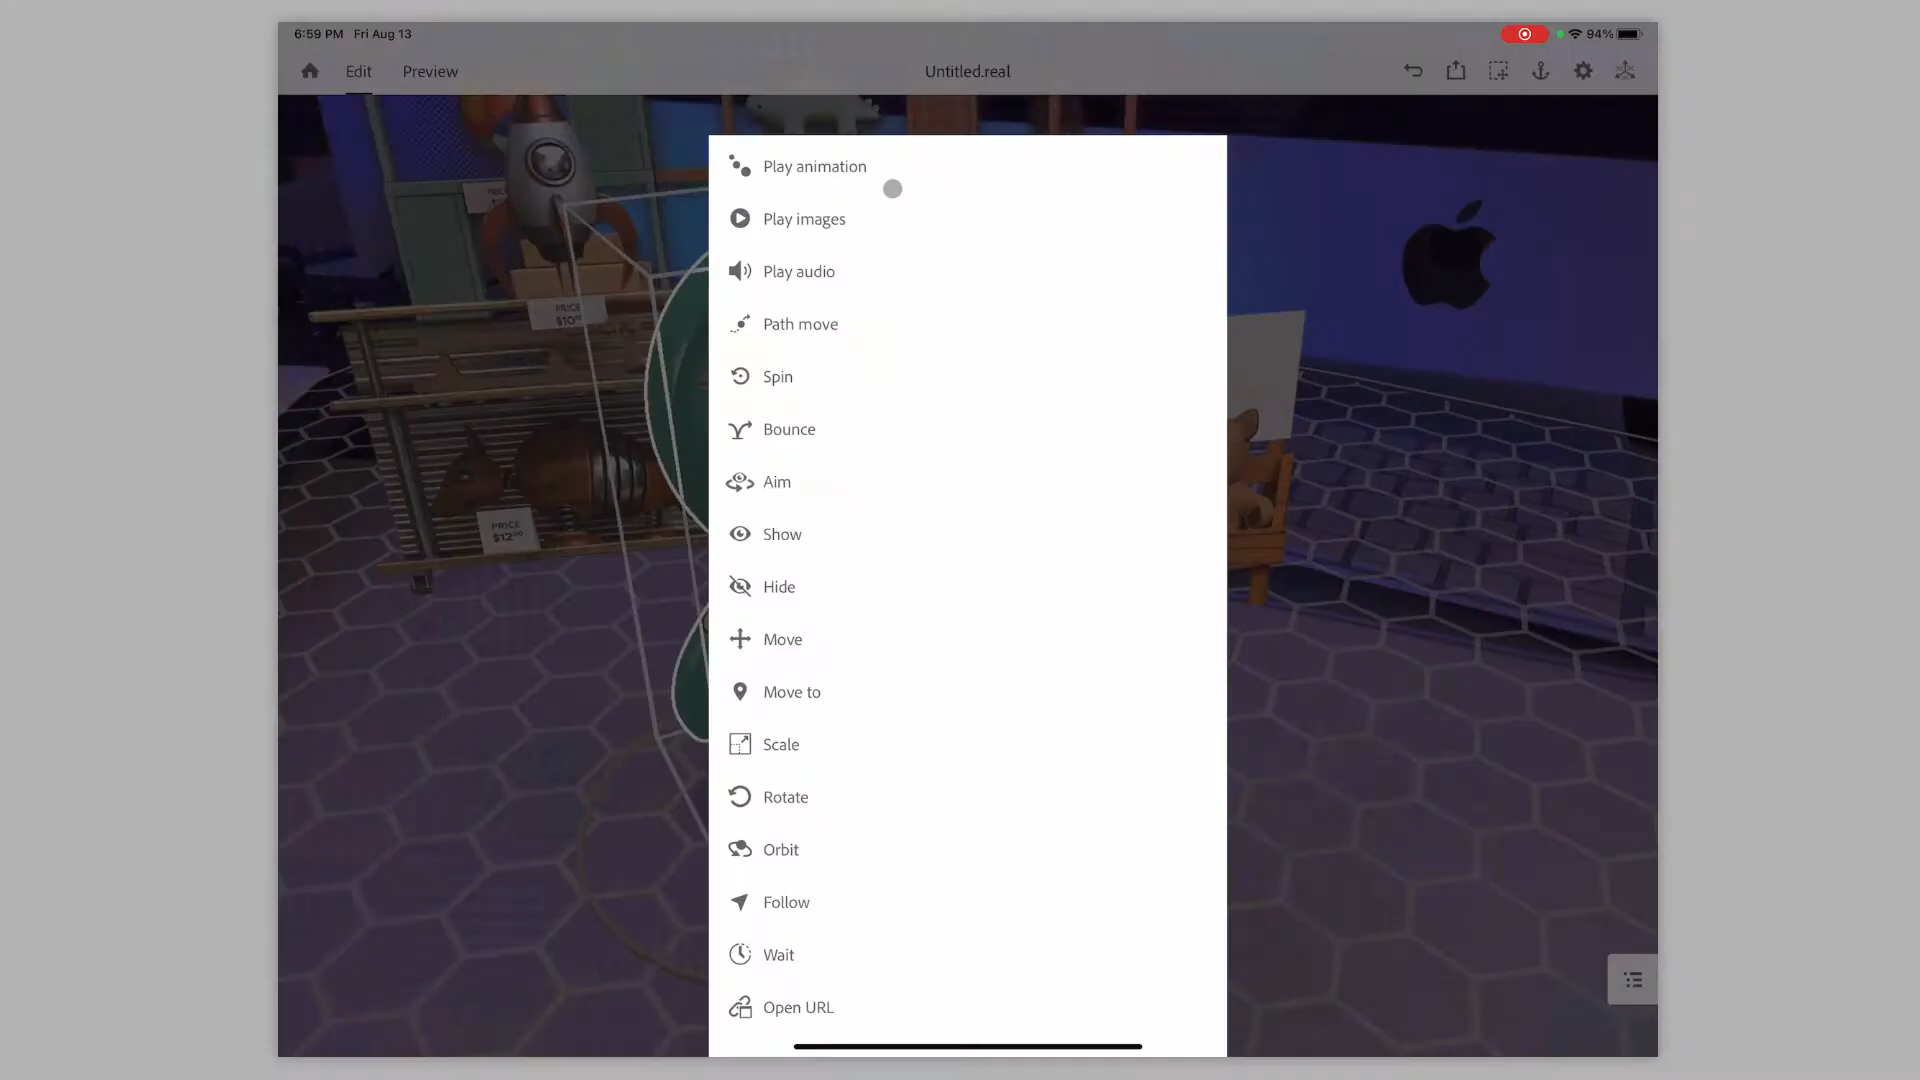 6:59 PM Fri Aug 13
94%
Edit
Preview
Untitled.real
Play animation
Play images
Play audio
Path move
Spin
Bounce
Aim
Show
Hide
Move
Move to
Scale
Rotate
Orbit
Follow
Wait
Open URL
PRICE
$10
PRICE
$12